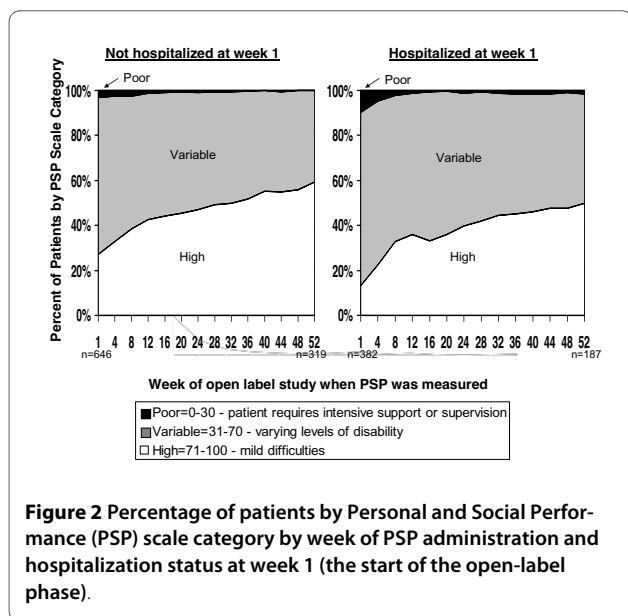 Not hospitalized at week 1
Hospitalized at week 1
Percent of Patients by PSP Scale Category
Poor
100%
80%
60%
40%
20%
0%
Variable
High
1 4 8 12 16 20 24 28 32 36 40 44 48 52
n=646 n=319
Poor
100%
80%
60%
40%
20%
0%
Variable
High
1 4 8 12 16 20 24 28 32 36 40 44 48 52
n=382 n=187
Week of open label study when PSP was measured
Poor=0-30 - patient requires intensive support or supervision
Variable=31-70 - varying levels of disability
High=71-100 - mild difficulties
Figure 2 Percentage of patients by Personal and Social Perfor-
mance (PSP) scale category by week of PSP administration and
hospitalization status at week 1 (the start of the open-label
phase).